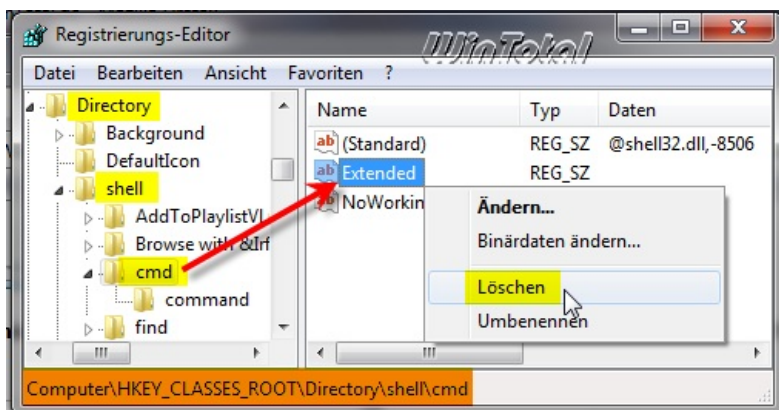 Registrierungs-Editor
WinTotal
Datei Bearbeiten Ansicht Favoriten ?
Directory
Background
DefaultIcon
shell
AddToPlaylistVL
Browse with &Irf
cmd
command
find
Name Typ Daten
(Standard) REG_SZ @shell32.dll,-8506
Extended REG_SZ
NoWorkin
Ändern...
Binärdaten ändern...
Löschen
Umbenennen
Computer\HKEY_CLASSES_ROOT\Directory\shell\cmd